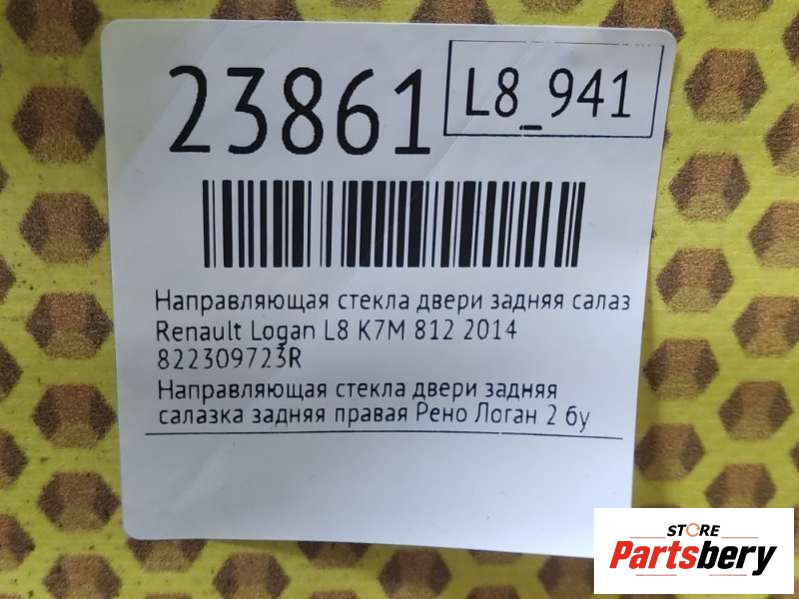 23861
L8_941
Направляющая стекла двери задняя салаз
Renault Logan L8 K7M 812 2014
822309723R
Направляющая стекла двери задняя
салазка задняя правая Рено Логан 2 бу
STORE
Partsbery